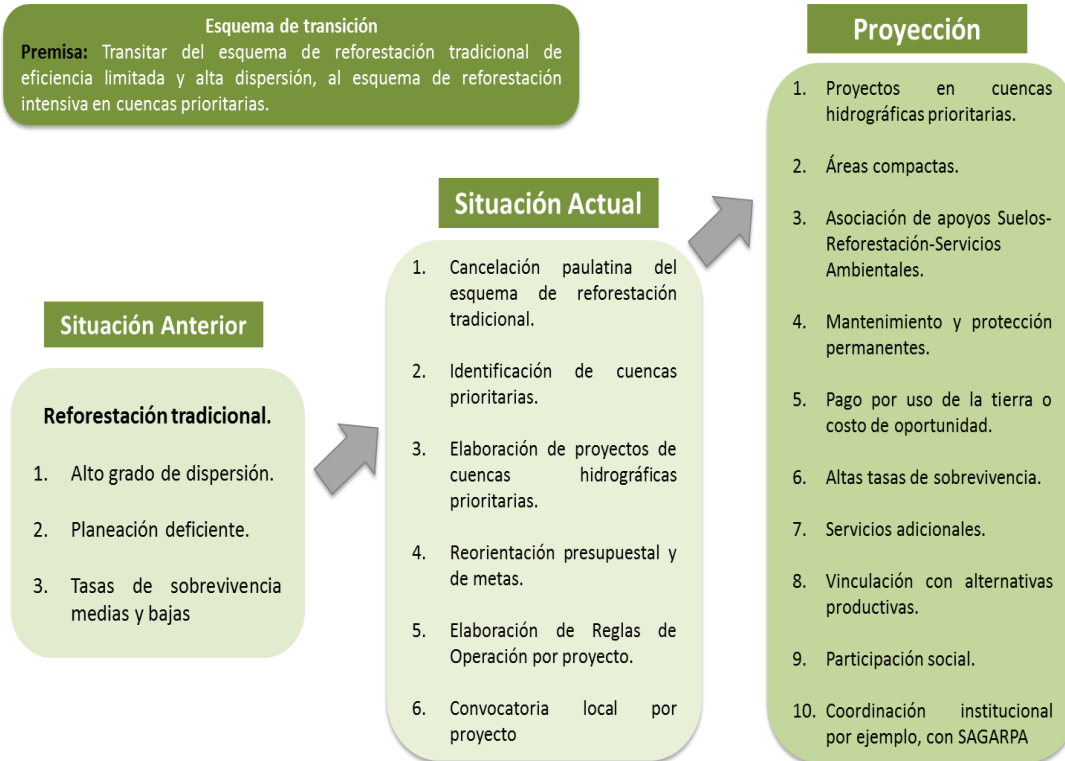 Esquema de transición
Premisa: Transitar del esquema de reforestación tradicional de
eficiencia limitada y alta dispersión, al esquema de reforestación
intensiva en cuencas prioritarias.
Situación Anterior
Reforestación tradicional.
1. Alto grado de dispersión.
2. Planeación deficiente.
3. Tasas de sobrevivencia
medias y bajas
Situación Actual
1. Cancelación paulatina del
esquema de reforestación
tradicional.
2. Identificación de cuencas
prioritarias.
3. Elaboración de proyectos de
cuencas hidrográficas
prioritarias.
4. Reorientación presupuestal y
de metas.
5. Elaboración de Reglas de
Operación por proyecto.
6. Convocatoria local por
proyecto
Proyección
1. Proyectos en cuencas
hidrográficas prioritarias.
2. Áreas compactas.
3. Asociación de apoyos Suelos-
Reforestación-Servicios
Ambientales.
4. Mantenimiento y protección
permanentes.
5. Pago por uso de la tierra o
costo de oportunidad.
6. Altas tasas de sobrevivencia.
7. Servicios adicionales.
8. Vinculación con alternativas
productivas.
9. Participación social.
10. Coordinación institucional
por ejemplo, con SAGARPA